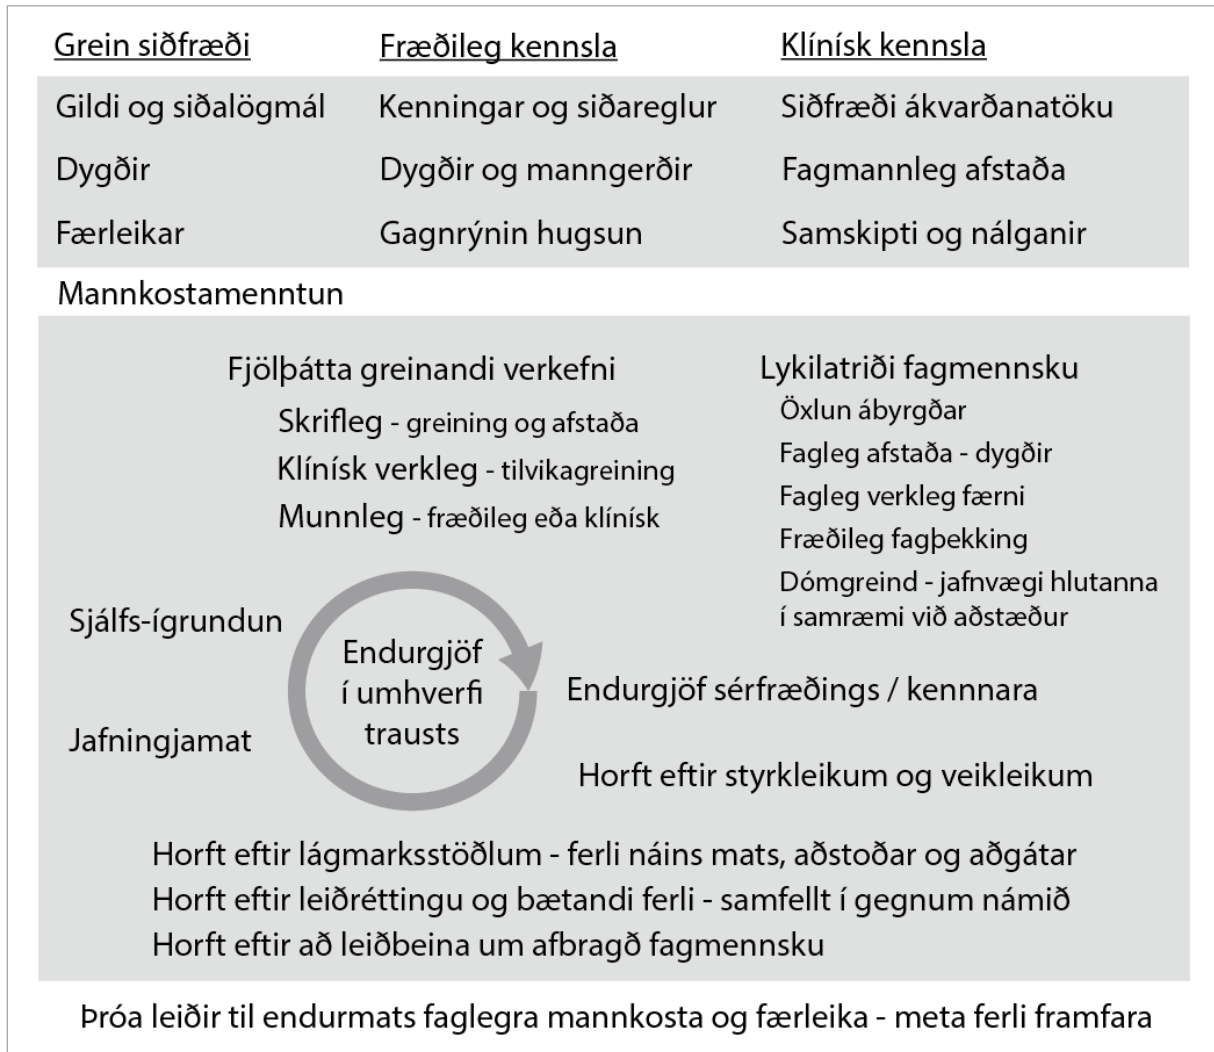 Grein siðfræði Fræðileg kennsla Klínísk kennsla
Gildi og siðalögmál Kenningar og siðareglur Siðfræði ákvarðanatöku
Dygðir Dygðir og manngerðir Fagmannleg afstaða
Færleikar Gagnrýnin hugsun Samskipti og nálganir
Mannkostamenntun
Fjölþátta greinandi verkefni
Skrifleg - greining og afstaða
Klínísk verkleg - tilvikagreining
Munnleg - fræðileg eða klínísk
Lykilatriði fagmennsku
Öxlun ábyrgðar
Fagleg afstaða - dygðir
Fagleg verkleg færni
Fræðileg fagþekking
Dómgreind - jafnvægi hlutanna
í samræmi við aðstæður
Sjálfs-ígrundun
Jafningjamat
Endurgjöf
í umhverfi
trausts
Endurgjöf sérfræðings / kennnara
Horft eftir styrkleikum og veikleikum
Horft eftir lágmarksstöðlum - ferli náins mats, aðstoðar og aðgátar
Horft eftir leiðréttingu og bætandi ferli - samfellt í gegnum námið
Horft eftir að leiðbeina um afbragð fagmennsku
Þróa leiðir til endurmats faglegra mannkosta og færleika - meta ferli framfara